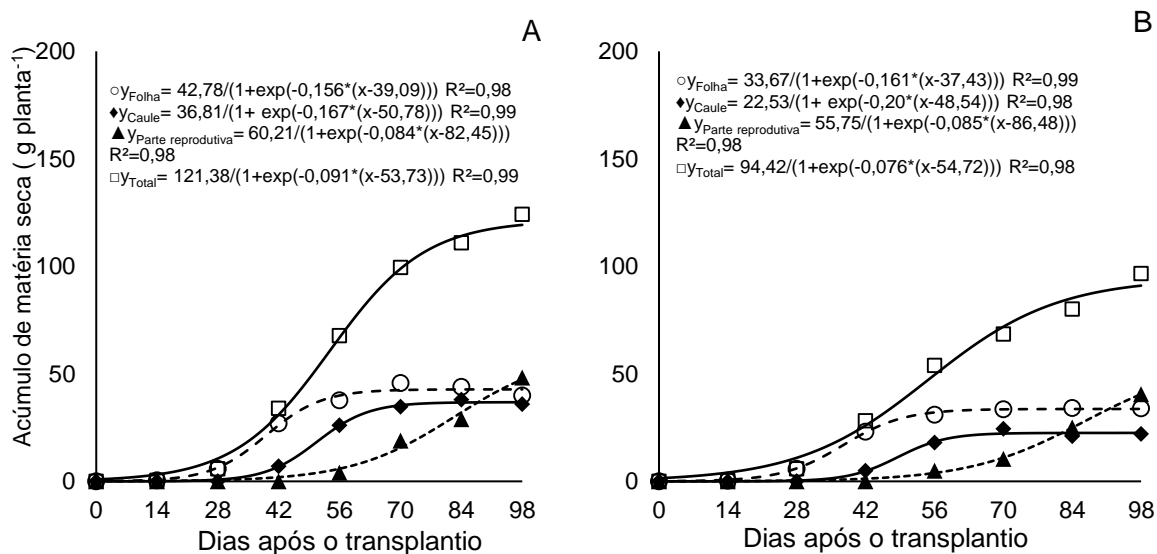 A
200
150
100
50
0
Acúmulo de matéria seca ( g planta-1)
○yFolha= 42,78/(1+exp(-0,156*(x-39,09))) R²=0,98
◆yCaule= 36,81/(1+ exp(-0,167*(x-50,78))) R²=0,99
▲yParte reprodutiva= 60,21/(1+exp(-0,084*(x-82,45)))
R²=0,98
□yTotal= 121,38/(1+exp(-0,091*(x-53,73))) R²=0,99
0 14 28 42 56 70 84 98
Dias após o transplantio
B
200
150
100
50
0
○yFolha= 33,67/(1+exp(-0,161*(x-37,43))) R²=0,99
◆yCaule= 22,53/(1+ exp(-0,20*(x-48,54))) R²=0,98
▲yParte reprodutiva= 55,75/(1+exp(-0,085*(x-86,48)))
R²=0,98
□yTotal= 94,42/(1+exp(-0,076*(x-54,72))) R²=0,98
0 14 28 42 56 70 84 98
Dias após o transplantio